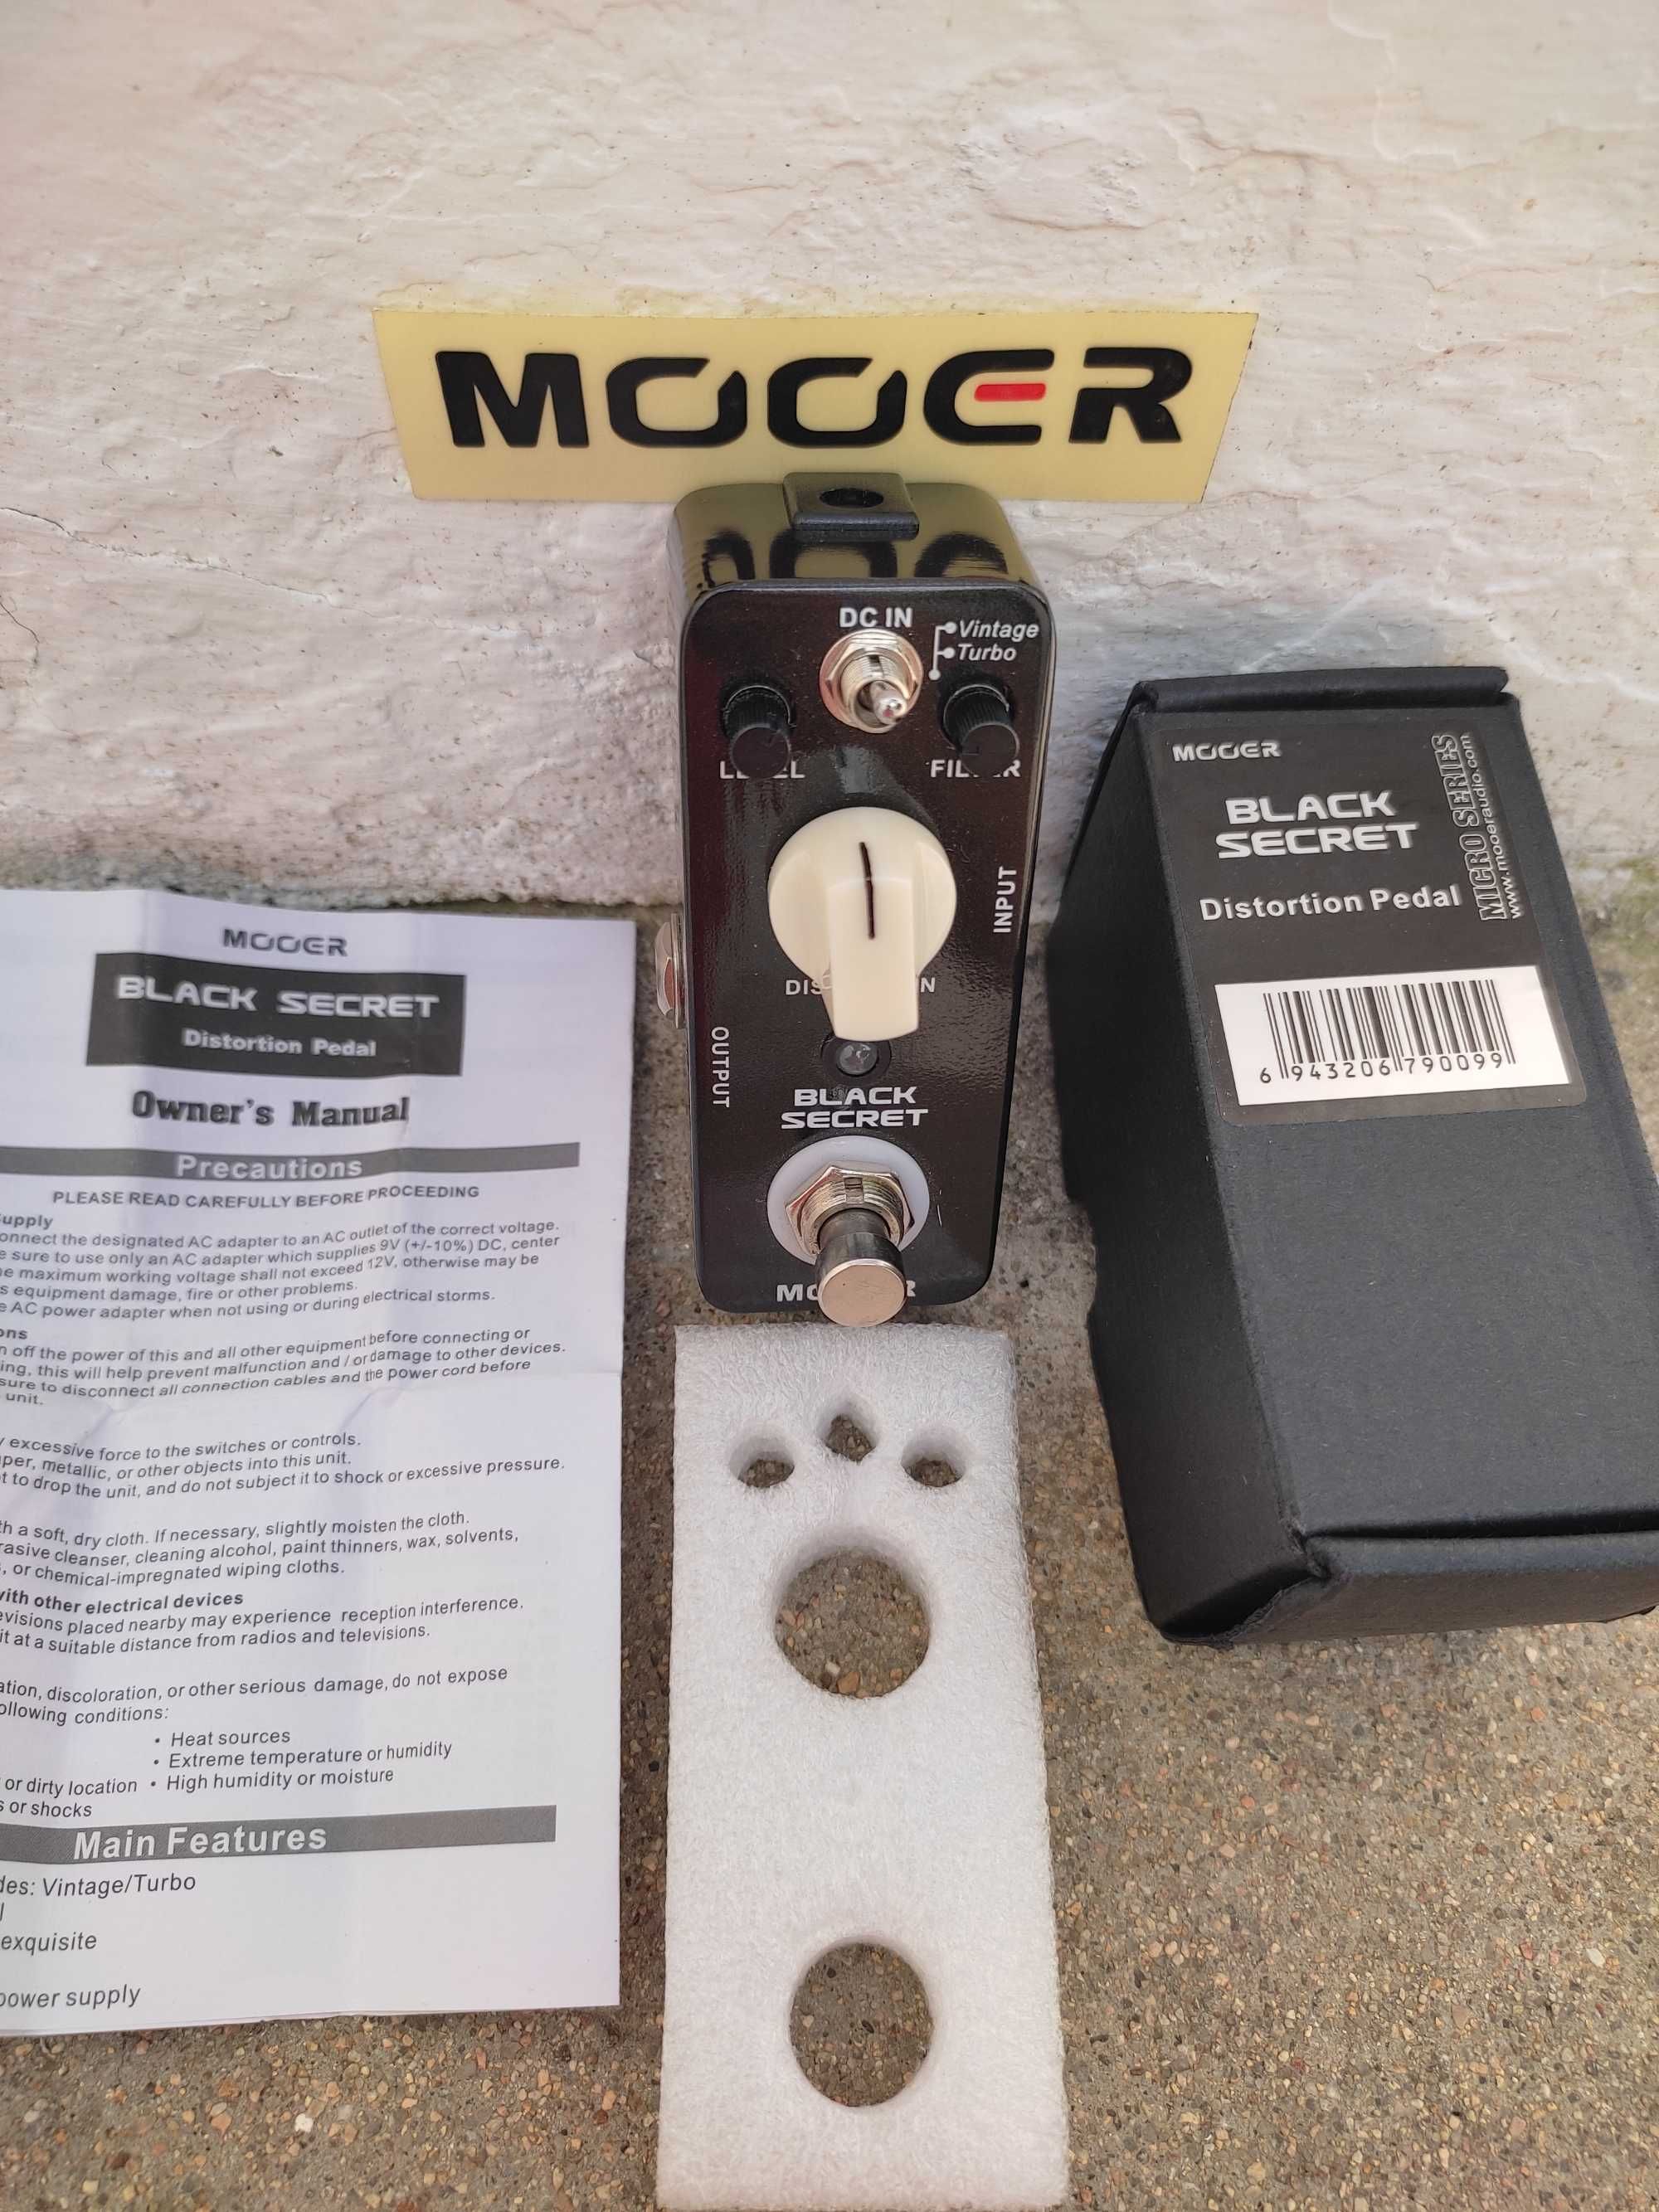 MOOER
DC IN
Vintage
Turbo
INPUT
OUTPUT
BLACK
SECRET
MOOER
BLACK
SECRET
Distortion Pedal
MICRO SERIES
www.mooeraudio.com
6 943206 790099
MOOER
BLACK SECRET
Distortion Pedal
Owner's Manual
Precautions
PLEASE READ CAREFULLY BEFORE PROCEEDING
onnect the designated AC adapter to an AC outlet of the correct voltage.
sure to use only an AC adapter which supplies 9V (+/-10%) DC, center
maximum working voltage shall not exceed 12V, otherwise may be
s equipment damage, fire or other problems.
AC power adapter when not using or during electrical storms.
ons
off the power of this and all other equipment before connecting or
ing, this will help prevent malfunction and / or damage to other devices.
sure to disconnect all connection cables and the power cord before
unit.
excessive force to the switches or controls.
per, metallic, or other objects into this unit.
t to drop the unit, and do not subject it to shock or excessive pressure.
th a soft, dry cloth. If necessary, slightly moisten the cloth.
rasive cleanser, cleaning alcohol, paint thinners, wax, solvents,
, or chemical-impregnated wiping cloths.
with other electrical devices
evisions placed nearby may experience reception interference.
it at a suitable distance from radios and televisions.
ation, discoloration, or other serious damage, do not expose
ollowing conditions:
• Heat sources
• Extreme temperature or humidity
or dirty location • High humidity or moisture
s or shocks
Main Features
des: Vintage/Turbo
exquisite
power supply